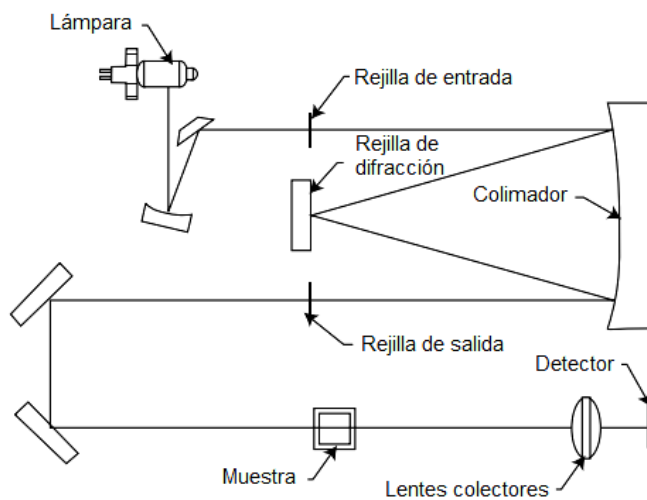 Lámpara
Rejilla de entrada
Rejilla de
difracción
Colimador
Rejilla de salida
Detector
Muestra
Lentes colectores